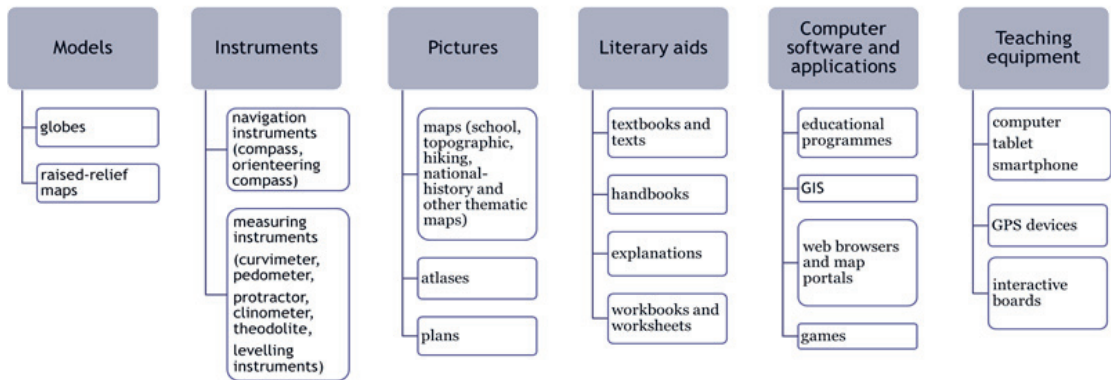 Models
globes
raised-relief
maps
Instruments
navigation
instruments
(compass,
orienteering
compass)
measuring
instruments
(curvimeter,
pedometer,
protractor,
clinometer,
theodolite,
levelling
instruments)
Pictures
maps (school,
topographic,
hiking,
national-
history and
other thematic
maps)
atlases
plans
Literary aids
textbooks and
texts
handbooks
explanations
workbooks and
worksheets
Computer
software and
applications
educational
programmes
GIS
web browsers
and map
portals
games
Teaching
equipment
computer
tablet
smartphone
GPS devices
interactive
boards